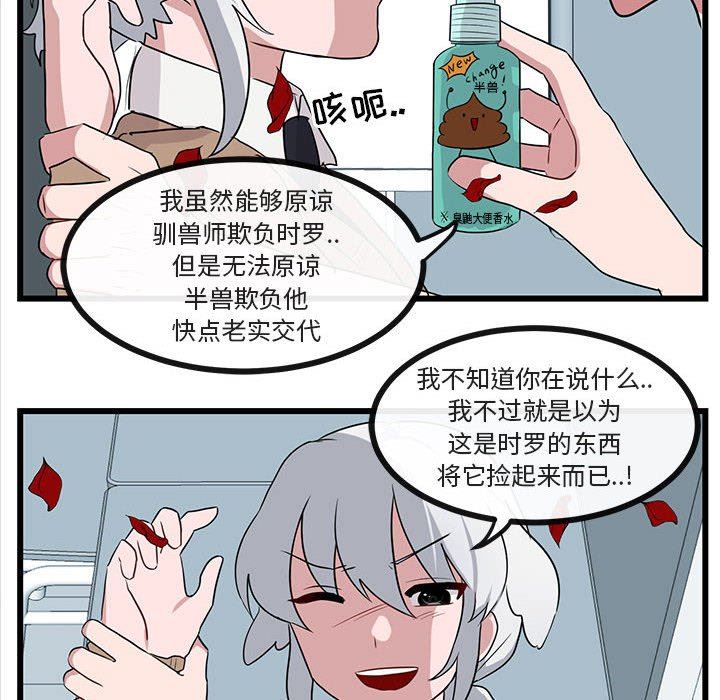 New
change!
半兽
咳呃..
※ 臭鼬大便香水
我虽然能够原谅
驯兽师欺负时罗..
但是无法原谅
半兽欺负他
快点老实交代
我不知道你在说什么..
我不过就是以为
这是时罗的东西
将它捡起来而已..!